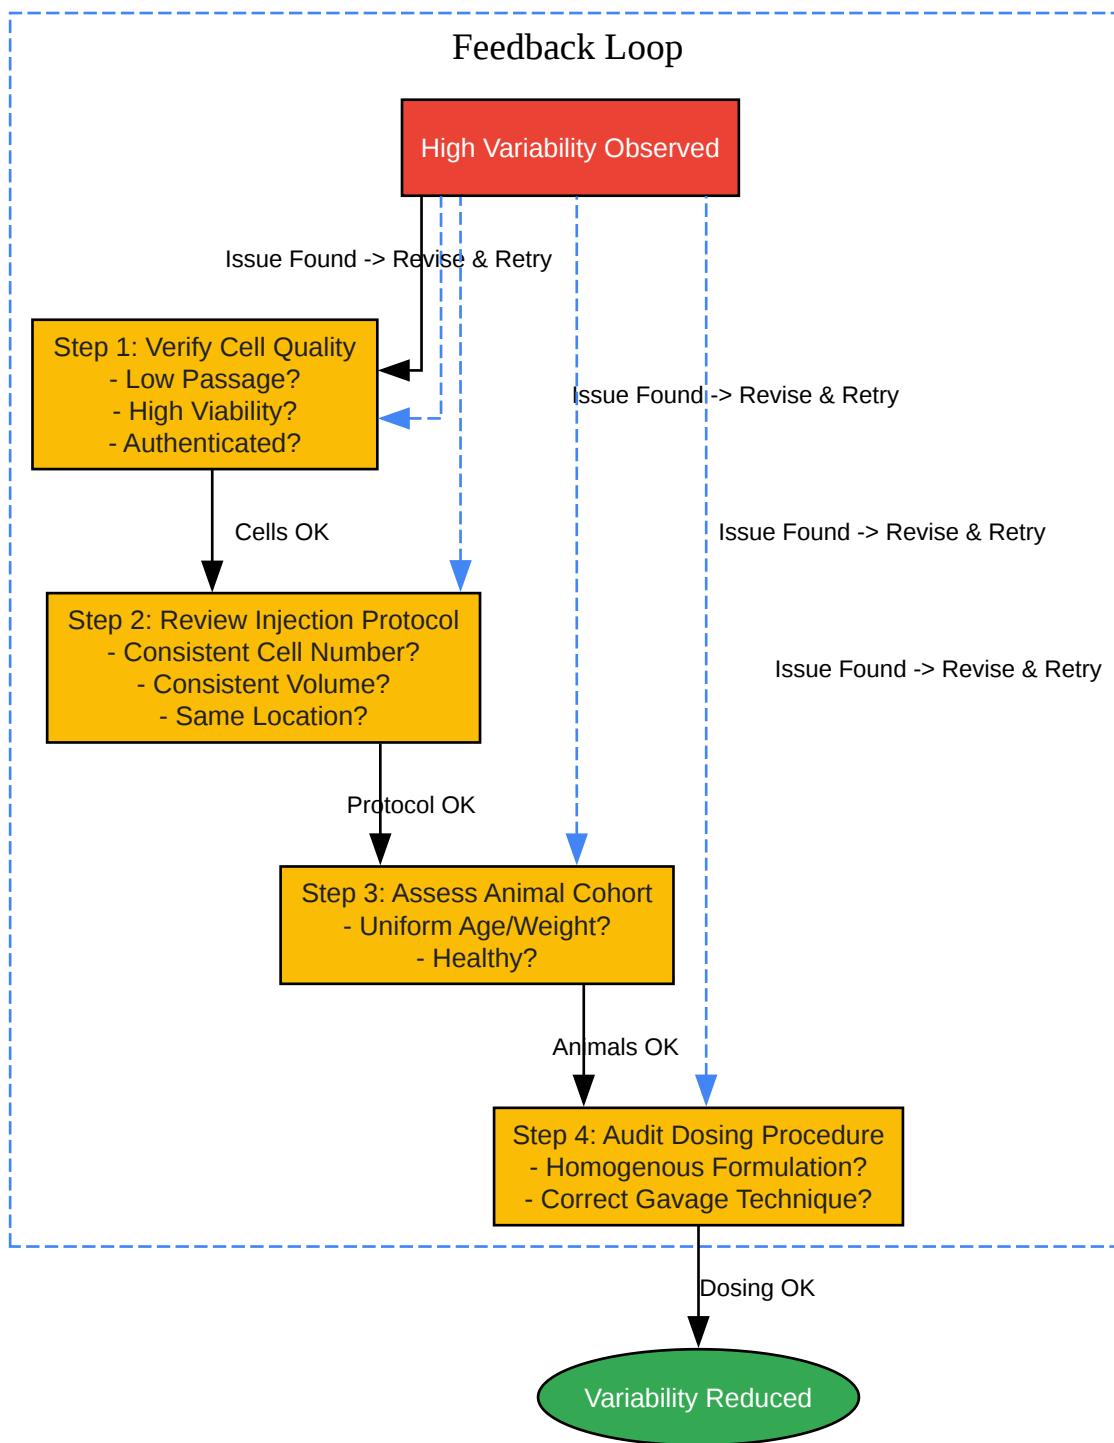 Feedback Loop
High Variability Observed
Issue Found -> Revise & Retry
Step 1: Verify Cell Quality
- Low Passage?
- High Viability?
- Authenticated?
Issue Found -> Revise & Retry
Cells OK
Issue Found -> Revise & Retry
Step 2: Review Injection Protocol
- Consistent Cell Number?
- Consistent Volume?
- Same Location?
Issue Found -> Revise & Retry
Protocol OK
Step 3: Assess Animal Cohort
- Uniform Age/Weight?
- Healthy?
Animals OK
Step 4: Audit Dosing Procedure
- Homogenous Formulation?
- Correct Gavage Technique?
Dosing OK
Variability Reduced